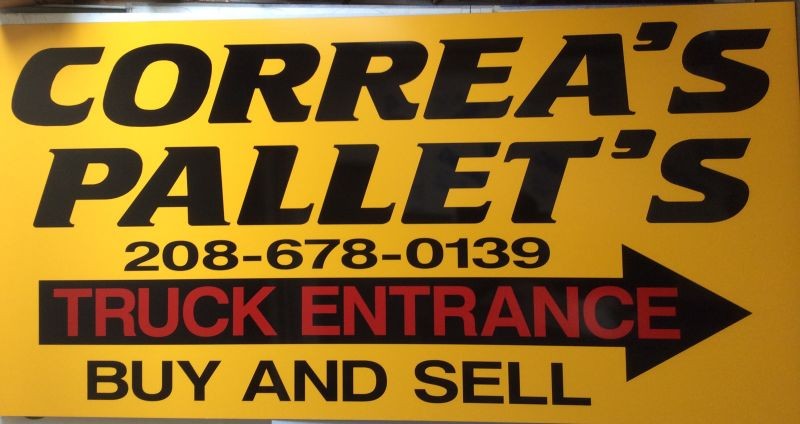 CORREA'S
PALLET'S
208-678-0139
TRUCK ENTRANCE
BUY AND SELL